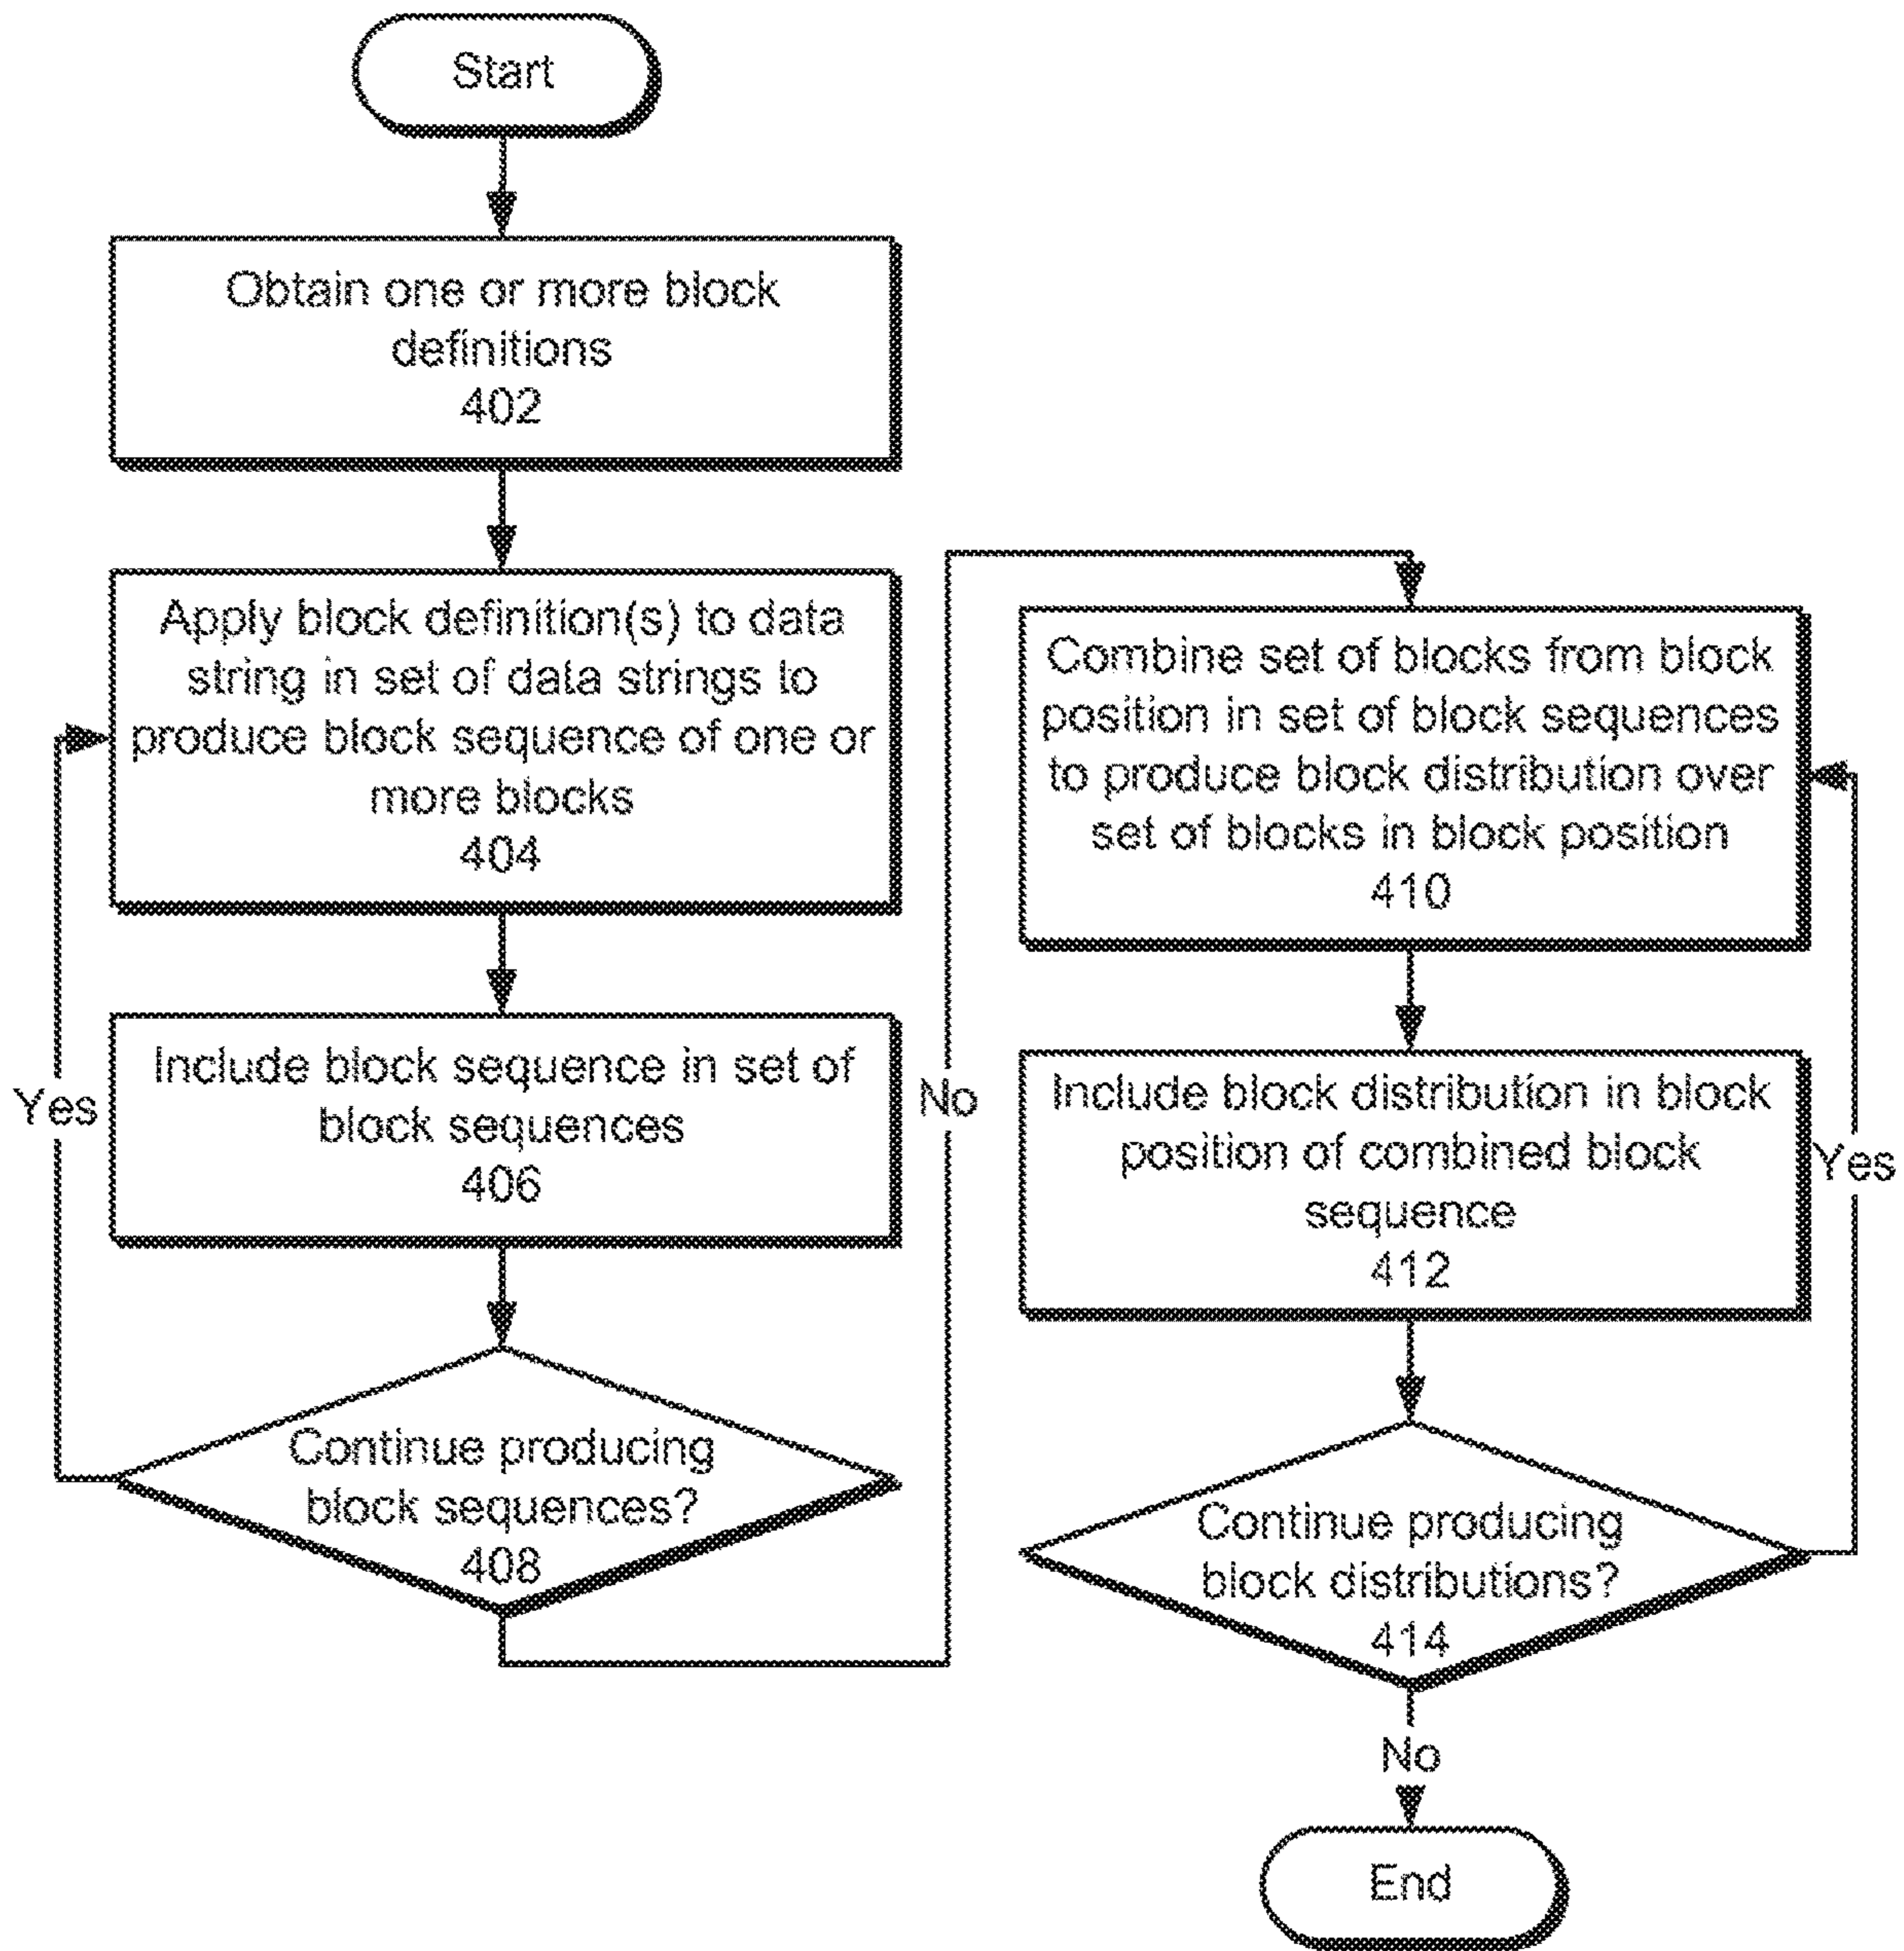 Start
Obtain one or more block
definitions
402
Apply block definition(s) to data
string in set of data strings to
produce block sequence of one or
more blocks
404
Include block sequence in set of
block sequences
406
Yes
Continue producing
block sequences?
408
No
Combine set of blocks from block
position in set of block sequences
to produce block distribution over
set of blocks in block position
410
Include block distribution in block
position of combined block
sequence
412
Yes
Continue producing
block distributions?
414
No
End